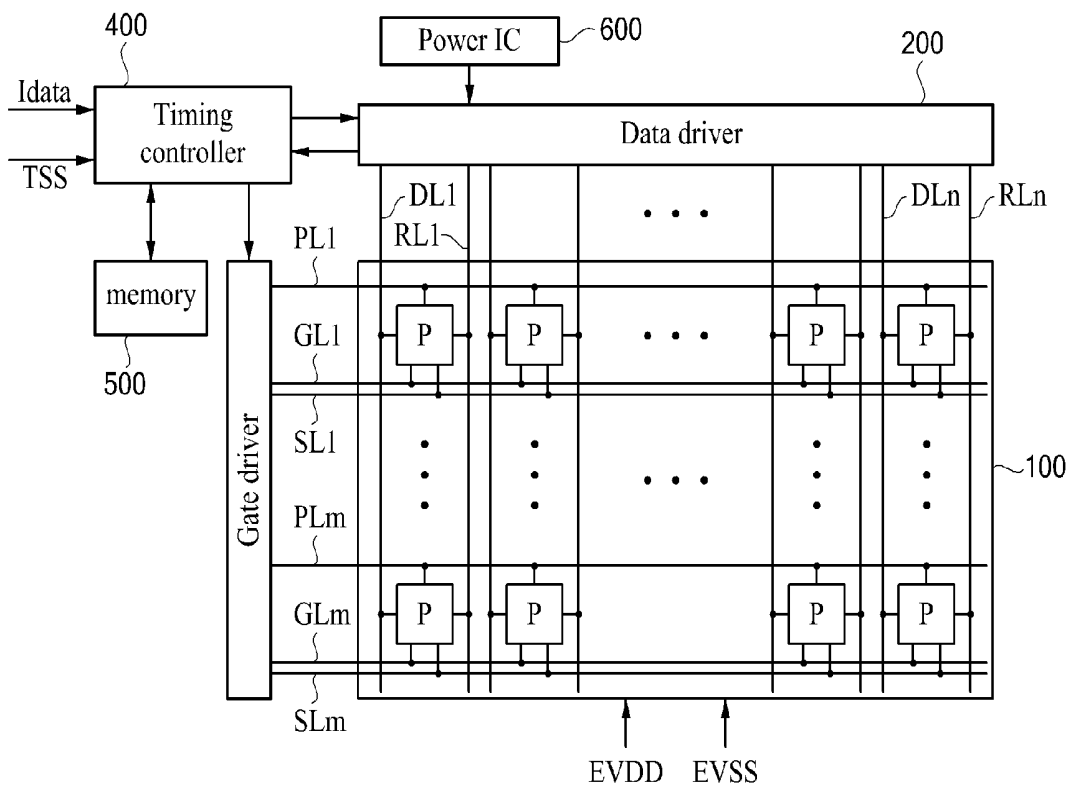 400
Power IC
600
200
Idata
TSS
Timing
controller
Data driver
DL1
RL1
DLn
RLn
PL1
memory
500
GL1
SL1
Gate driver
P
P
P
P
100
PLm
GLm
SLm
P
P
P
P
EVDD
EVSS